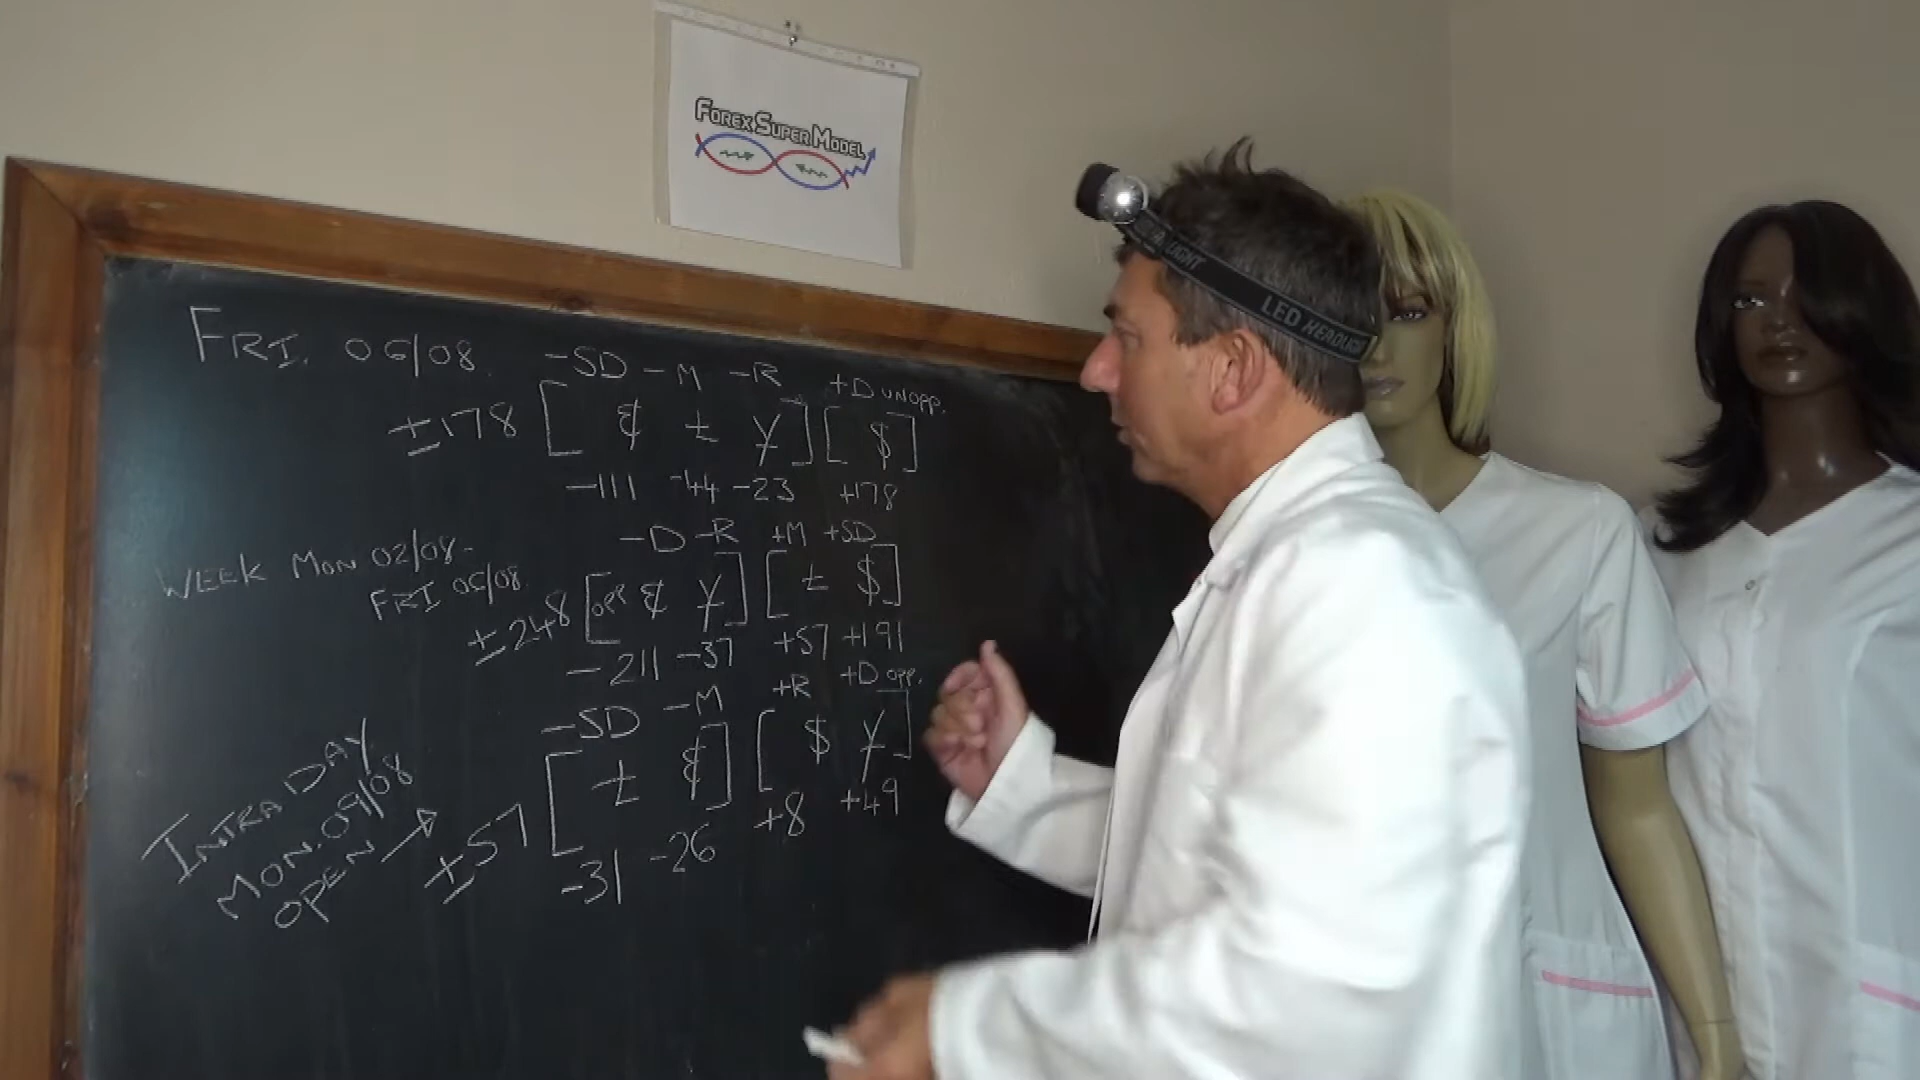 FOREX SUPER MODEL
LIGHT
LED HEADLIGHT
FRI. 06/08. -SD -M -R +D UNOPP.
±178 [ ¢ ± y ] [ $ ]
-111 -44 -23 +178
WEEK MON 02/08- -D -R +M +SD
FRI 06/08. ±248 [OPP ¢ y ] [ ± $ ]
-211 -37 +57 +191
-SD -M +R +D OPP.
INTRADAY
MON. 09/08
OPEN → ±57 [ ± ¢ ] [ $ y ]
-31 -26 +8 +49